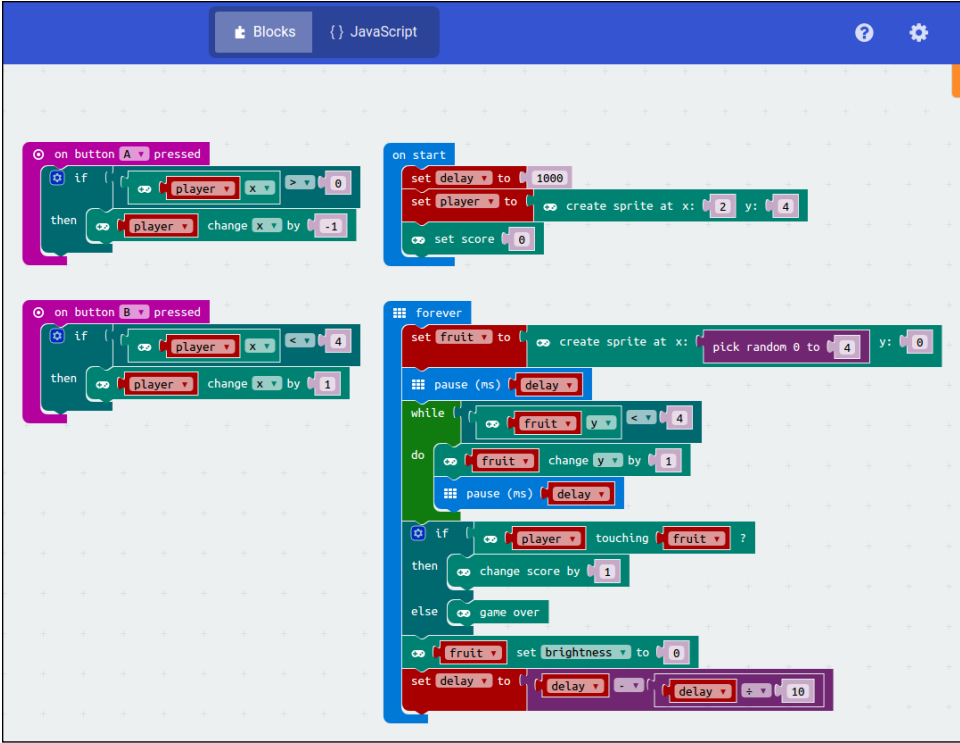 Blocks
{} JavaScript
on button A pressed
if player x > 0
then player change x by -1
on button B pressed
if player x < 4
then player change x by 1
on start
set delay to 1000
set player to create sprite at x: 2 y: 4
set score 0
forever
set fruit to create sprite at x: pick random 0 to 4 y: 0
pause (ms) delay
while fruit y < 4
do fruit change y by 1
pause (ms) delay
if player touching fruit ?
then change score by 1
else game over
fruit set brightness to 0
set delay to delay - delay ÷ 10